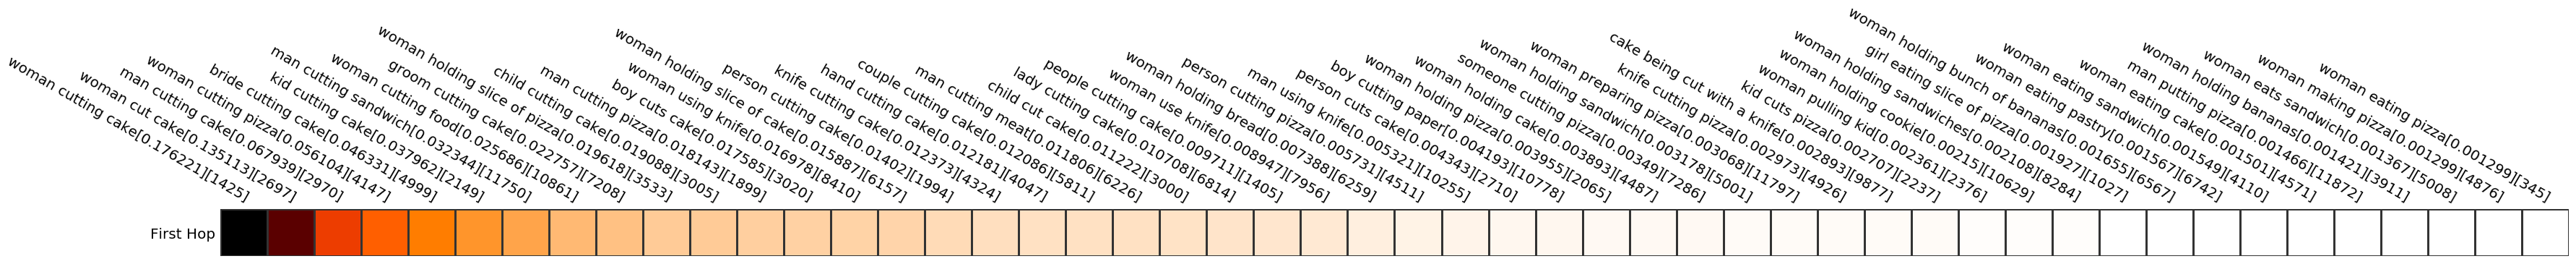 woman cutting cake[0.176221][1425]
woman cut cake[0.135113][2697]
man cutting cake[0.067939][2970]
woman cutting pizza[0.056104][4147]
bride cutting cake[0.046331][4999]
kid cutting cake[0.037962][2149]
man cutting sandwich[0.032344][11750]
woman cutting food[0.025686][10861]
groom cutting cake[0.022757][7208]
woman holding slice of pizza[0.019618][3533]
child cutting cake[0.019088][3005]
man cutting pizza[0.018143][1899]
boy cuts cake[0.017585][3020]
woman using knife[0.016978][8410]
woman holding slice of cake[0.015887][6157]
person cutting cake[0.01402][1994]
knife cutting cake[0.012373][4324]
hand cutting cake[0.012181][4047]
couple cutting cake[0.012086][5811]
man cutting meat[0.011806][6226]
child cut cake[0.011222][3000]
lady cutting cake[0.010708][6814]
people cutting cake[0.009711][1405]
woman use knife[0.008947][7956]
woman holding bread[0.007388][6259]
person cutting pizza[0.005731][4511]
man using knife[0.005321][10255]
person cuts cake[0.004343][2710]
boy cutting paper[0.004193][10778]
woman holding pizza[0.003955][2065]
woman holding cake[0.003893][4487]
someone cutting pizza[0.003497][7286]
woman holding sandwich[0.003178][5001]
woman preparing pizza[0.003068][11797]
knife cutting pizza[0.002973][4926]
cake being cut with a knife[0.002893][9877]
kid cuts pizza[0.002707][2237]
woman pulling kid[0.002361][2376]
woman holding cookie[0.00215][10629]
woman holding sandwiches[0.002108][8284]
girl eating slice of pizza[0.001927][1027]
woman holding bunch of bananas[0.001655][6567]
woman eating pastry[0.001567][6742]
woman eating sandwich[0.001549][4110]
woman eating cake[0.001501][4571]
man putting pizza[0.001466][11872]
woman holding bananas[0.001421][3911]
woman eats sandwich[0.001367][5008]
woman making pizza[0.001299][4876]
woman eating pizza[0.001299][345]
First Hop